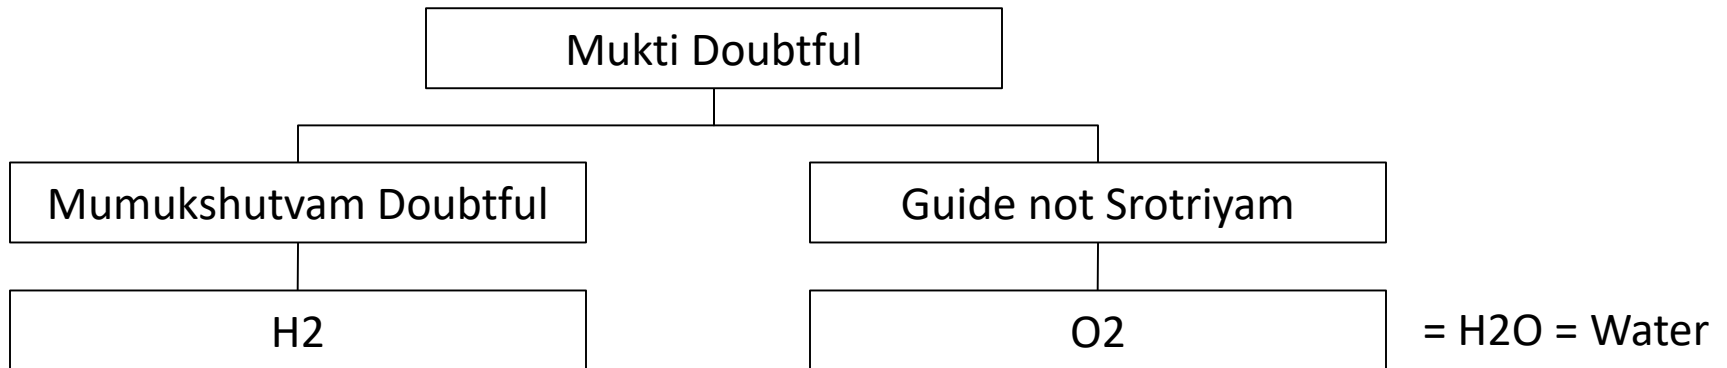 Mukti Doubtful
Mumukshutvam Doubtful
Guide not Srotriyam
H2
O2
= H2O = Water